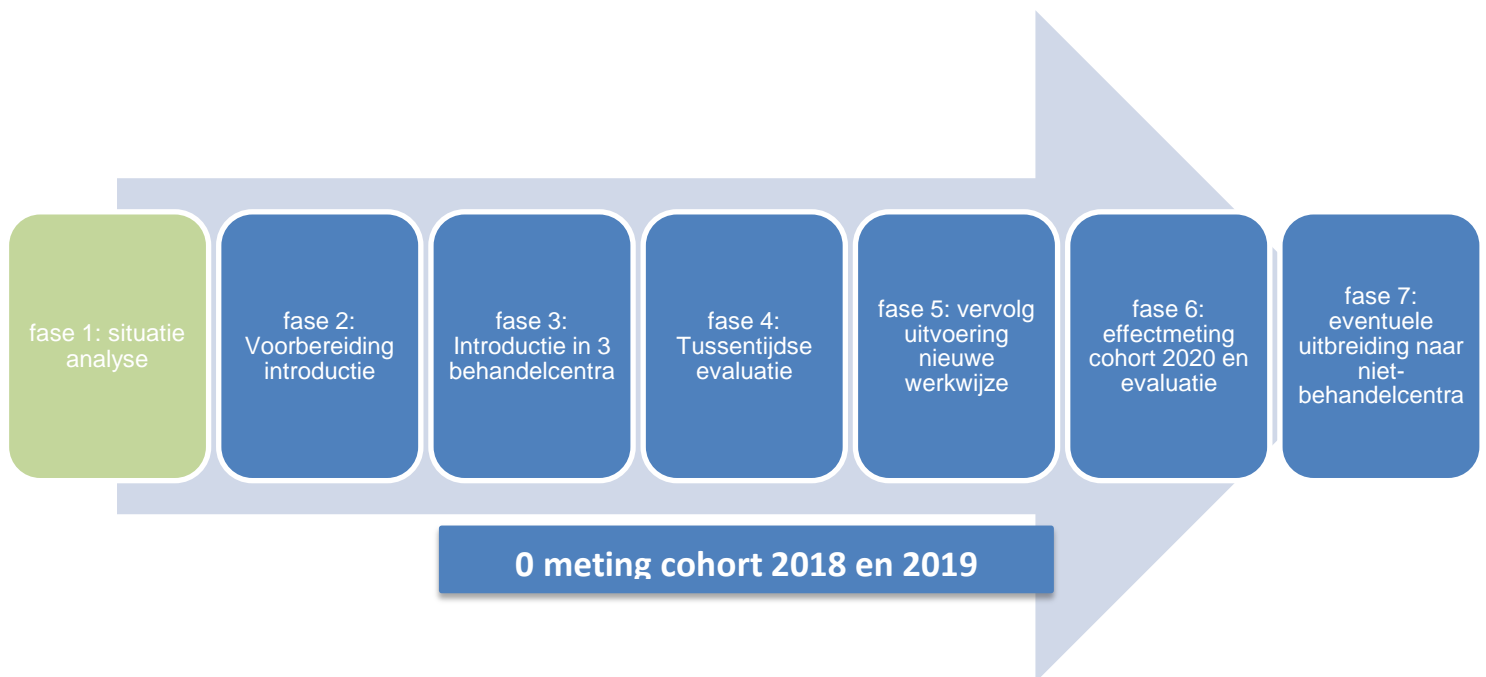 fase 1: situatie
analyse
fase 2:
Voorbereiding
introductie
fase 3:
Introductie in 3
behandelcentra
fase 4:
Tussentijdse
evaluatie
fase 5: vervolg
uitvoering
nieuwe
werkwijze
fase 6:
effectmeting
cohort 2020 en
evaluatie
fase 7:
eventuele
uitbreiding naar
niet-
behandelcentra
0 meting cohort 2018 en 2019